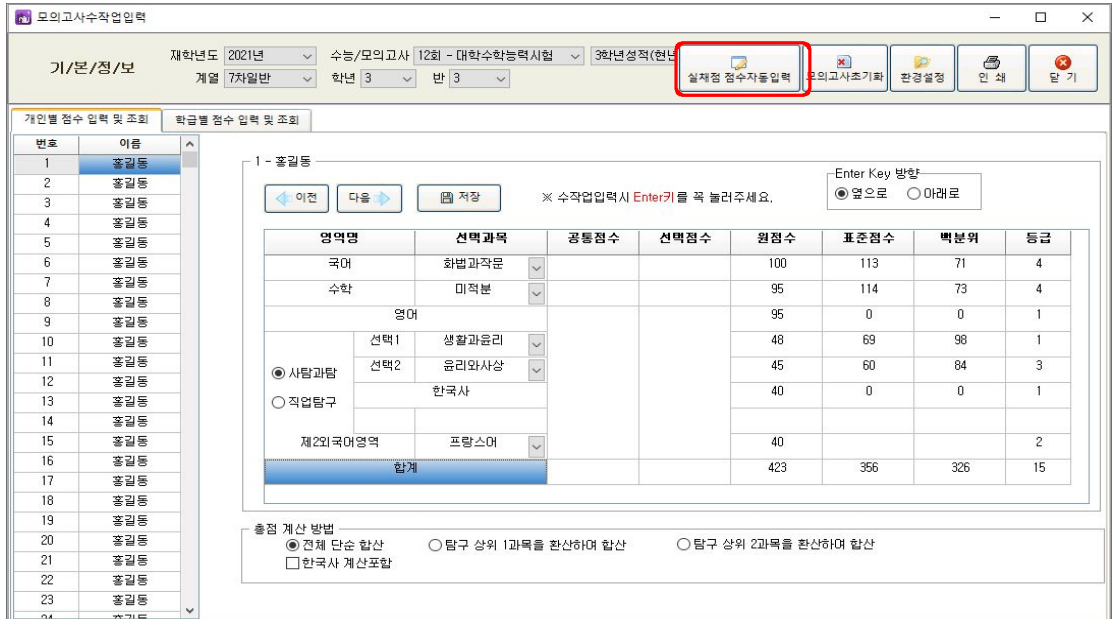 모의고사수작업입력
기/본/정/보
재학년도 2021년 수능/모의고사 12회 - 대학수학능력시험 3학년성적(현년
계열 7차일반 학년 3 반 3
실채점 점수자동입력 모의고사초기화 환경설정 인 쇄 닫 기
개인별 점수 입력 및 조회 학급별 점수 입력 및 조회
번호 이름
1 홍길동
2 홍길동
3 홍길동
4 홍길동
5 홍길동
6 홍길동
7 홍길동
8 홍길동
9 홍길동
10 홍길동
11 홍길동
12 홍길동
13 홍길동
14 홍길동
15 홍길동
16 홍길동
17 홍길동
18 홍길동
19 홍길동
20 홍길동
21 홍길동
22 홍길동
23 홍길동
24 홍길동
1 - 홍길동
이전 다음 저장 ※ 수작업입력시 Enter키를 꼭 눌러주세요.
Enter Key 방향
옆으로 아래로
영역명 선택과목 공통점수 선택점수 원점수 표준점수 백분위 등급
국어 화법과작문 100 113 71 4
수학 미적분 95 114 73 4
영어 95 0 0 1
사탐과탐
직업탐구
선택1 생활과윤리 48 69 98 1
선택2 윤리와사상 45 60 84 3
한국사 40 0 0 1
제2외국어영역 프랑스어 40 2
합계 423 356 326 15
총점 계산 방법
전체 단순 합산 탐구 상위 1과목을 환산하여 합산 탐구 상위 2과목을 환산하여 합산
한국사 계산포함